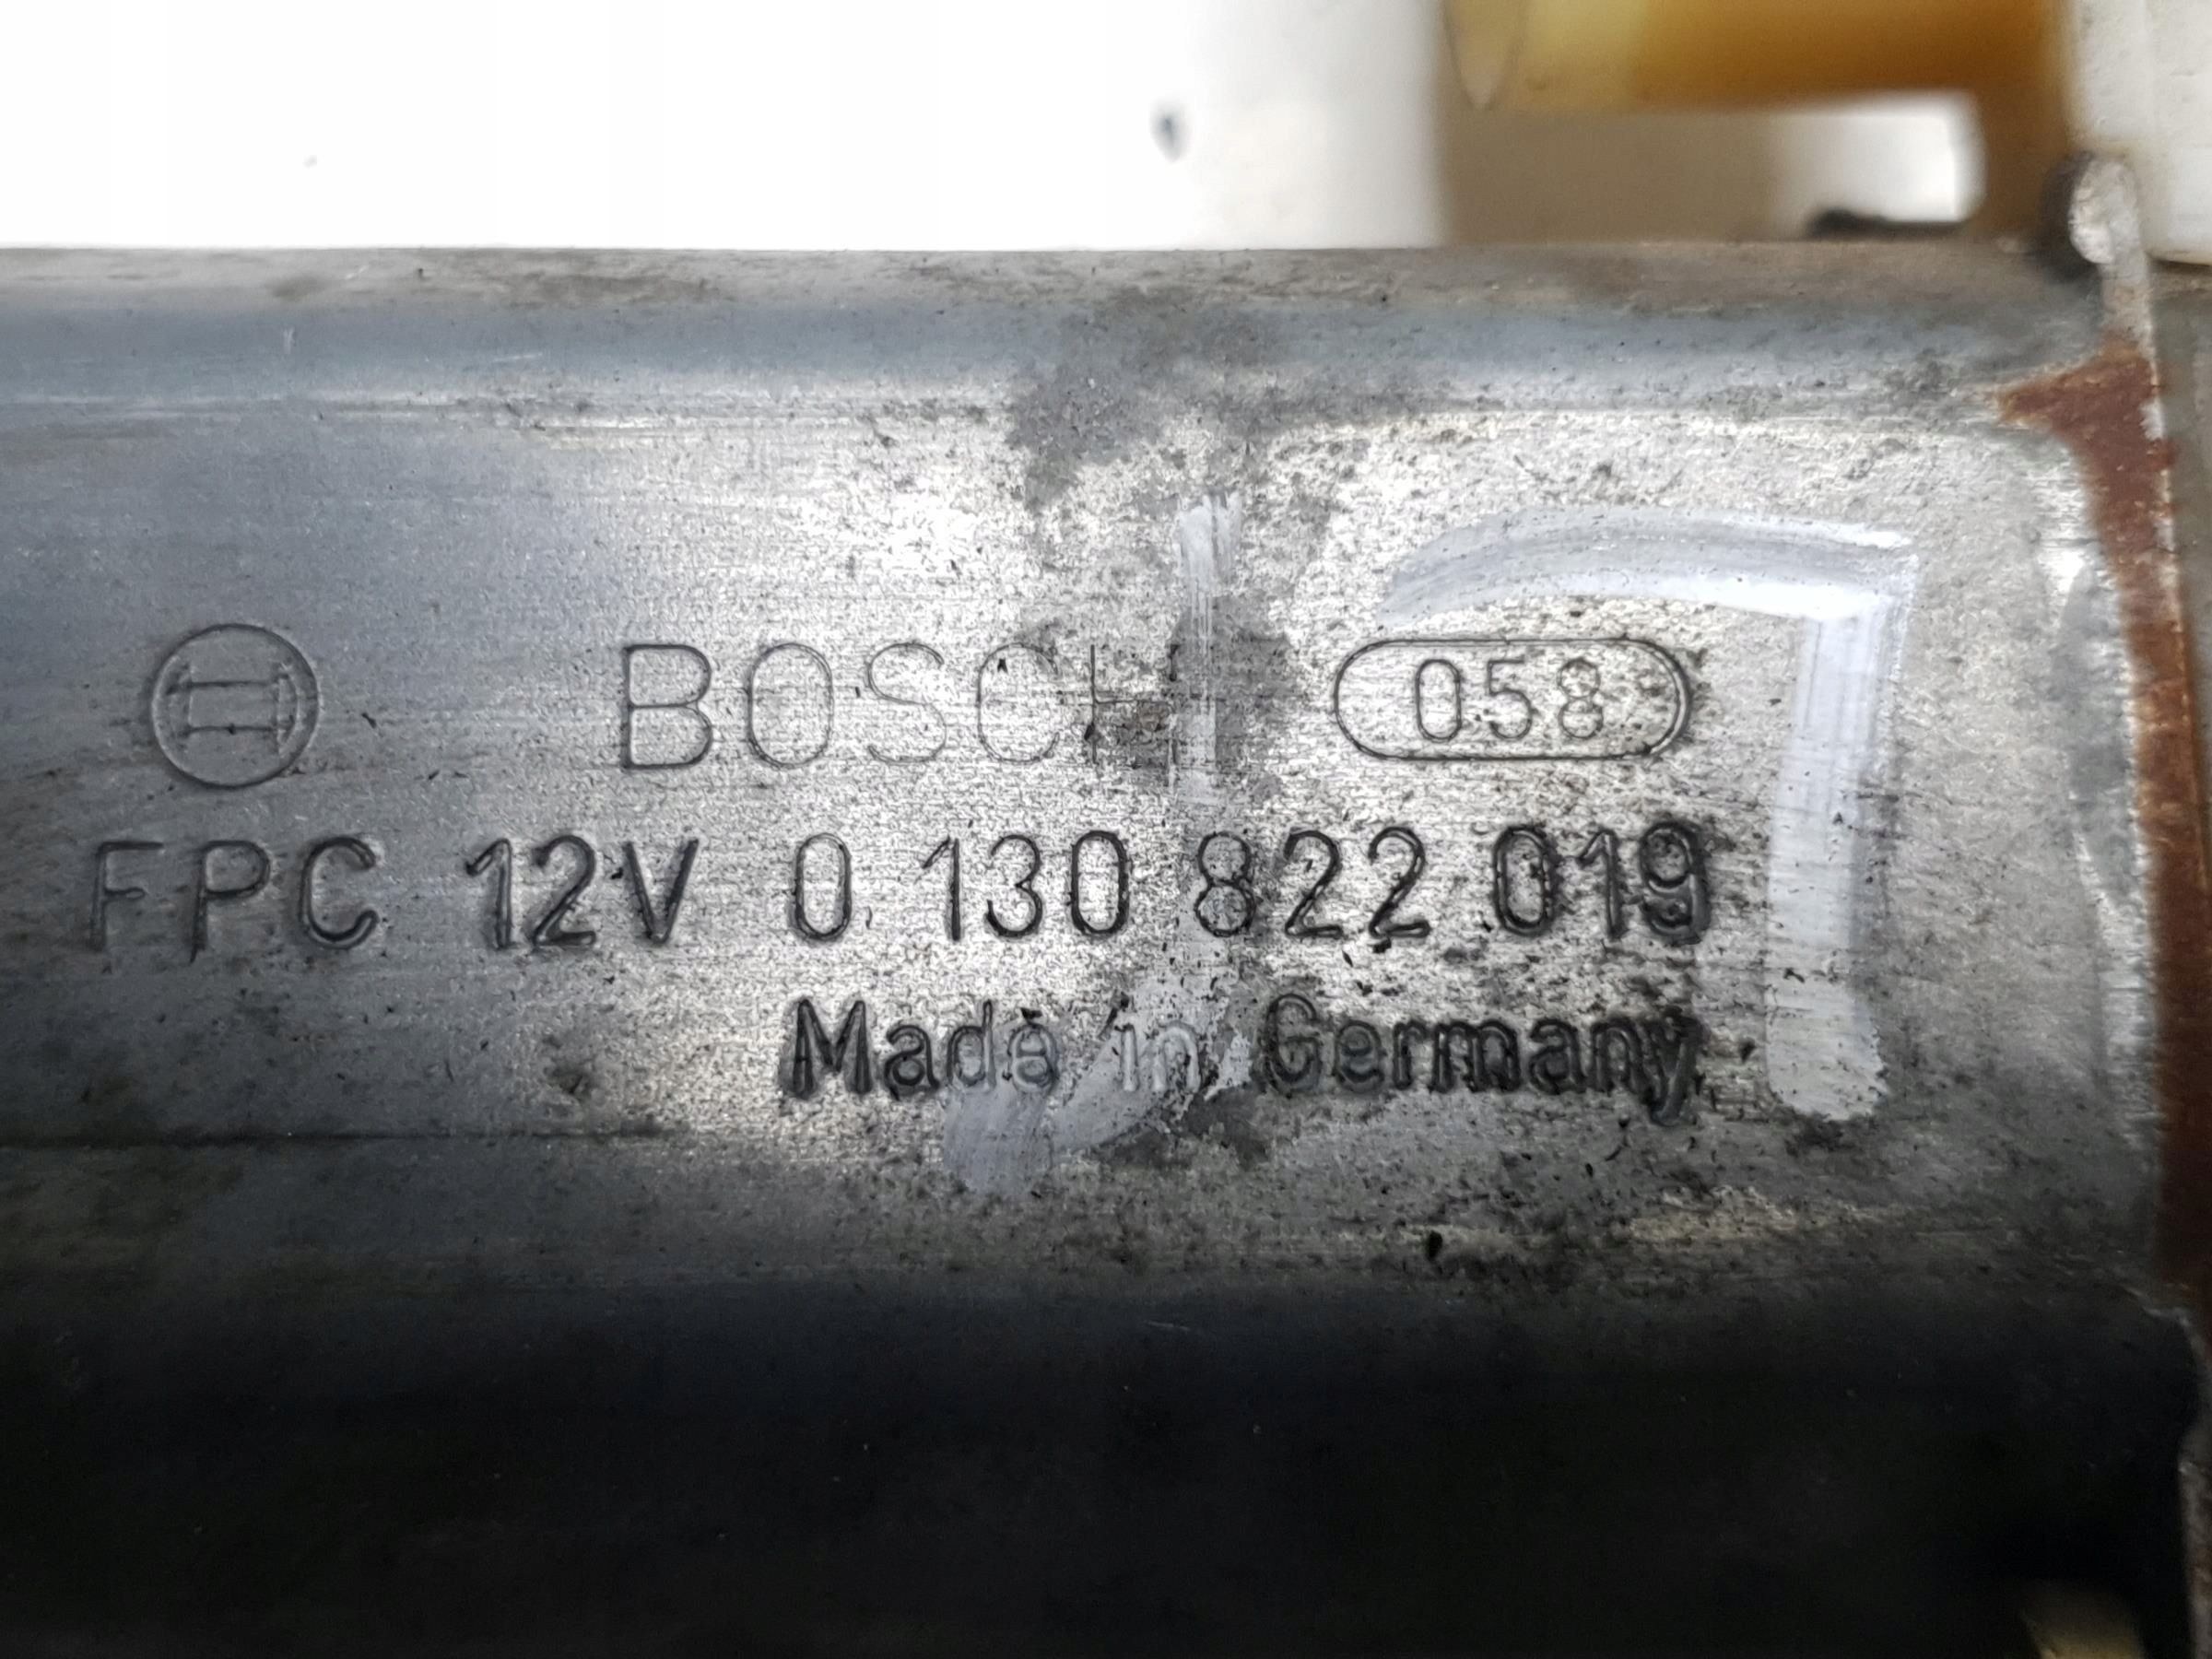 BOSCH 058
FPC 12V 0 130 822 019
Made in Germany